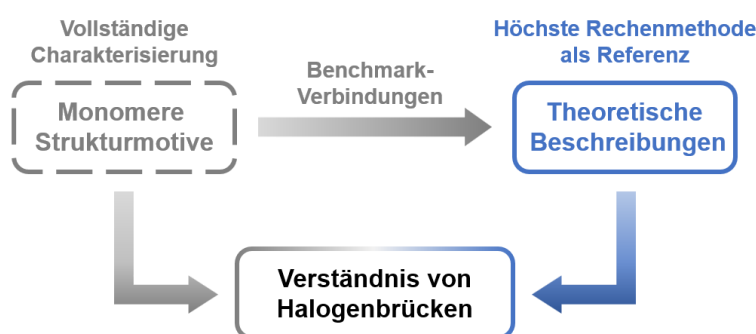 Vollständige
Charakterisierung
Monomere
Strukturmotive
Benchmark-
Verbindungen
Höchste Rechenmethode
als Referenz
Theoretische
Beschreibungen
Verständnis von
Halogenbrücken